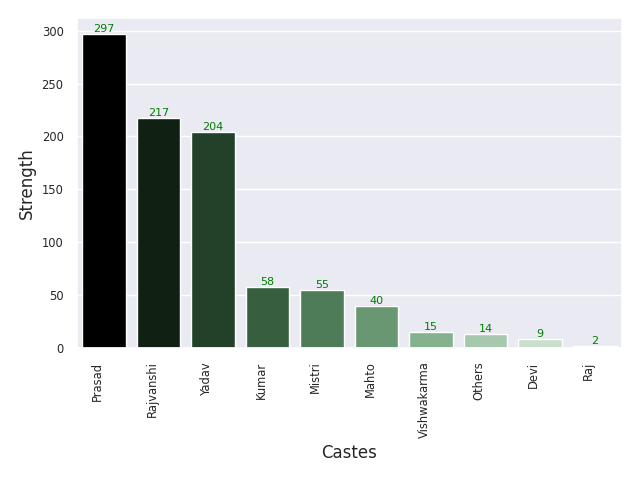 300
250
200
150
100
50
0
Strength
297
217
204
58
55
40
15
14
9
2
Prasad
Rajvanshi
Yadav
Kumar
Mistri
Mahto
Vishwakarma
Others
Devi
Raj
Castes